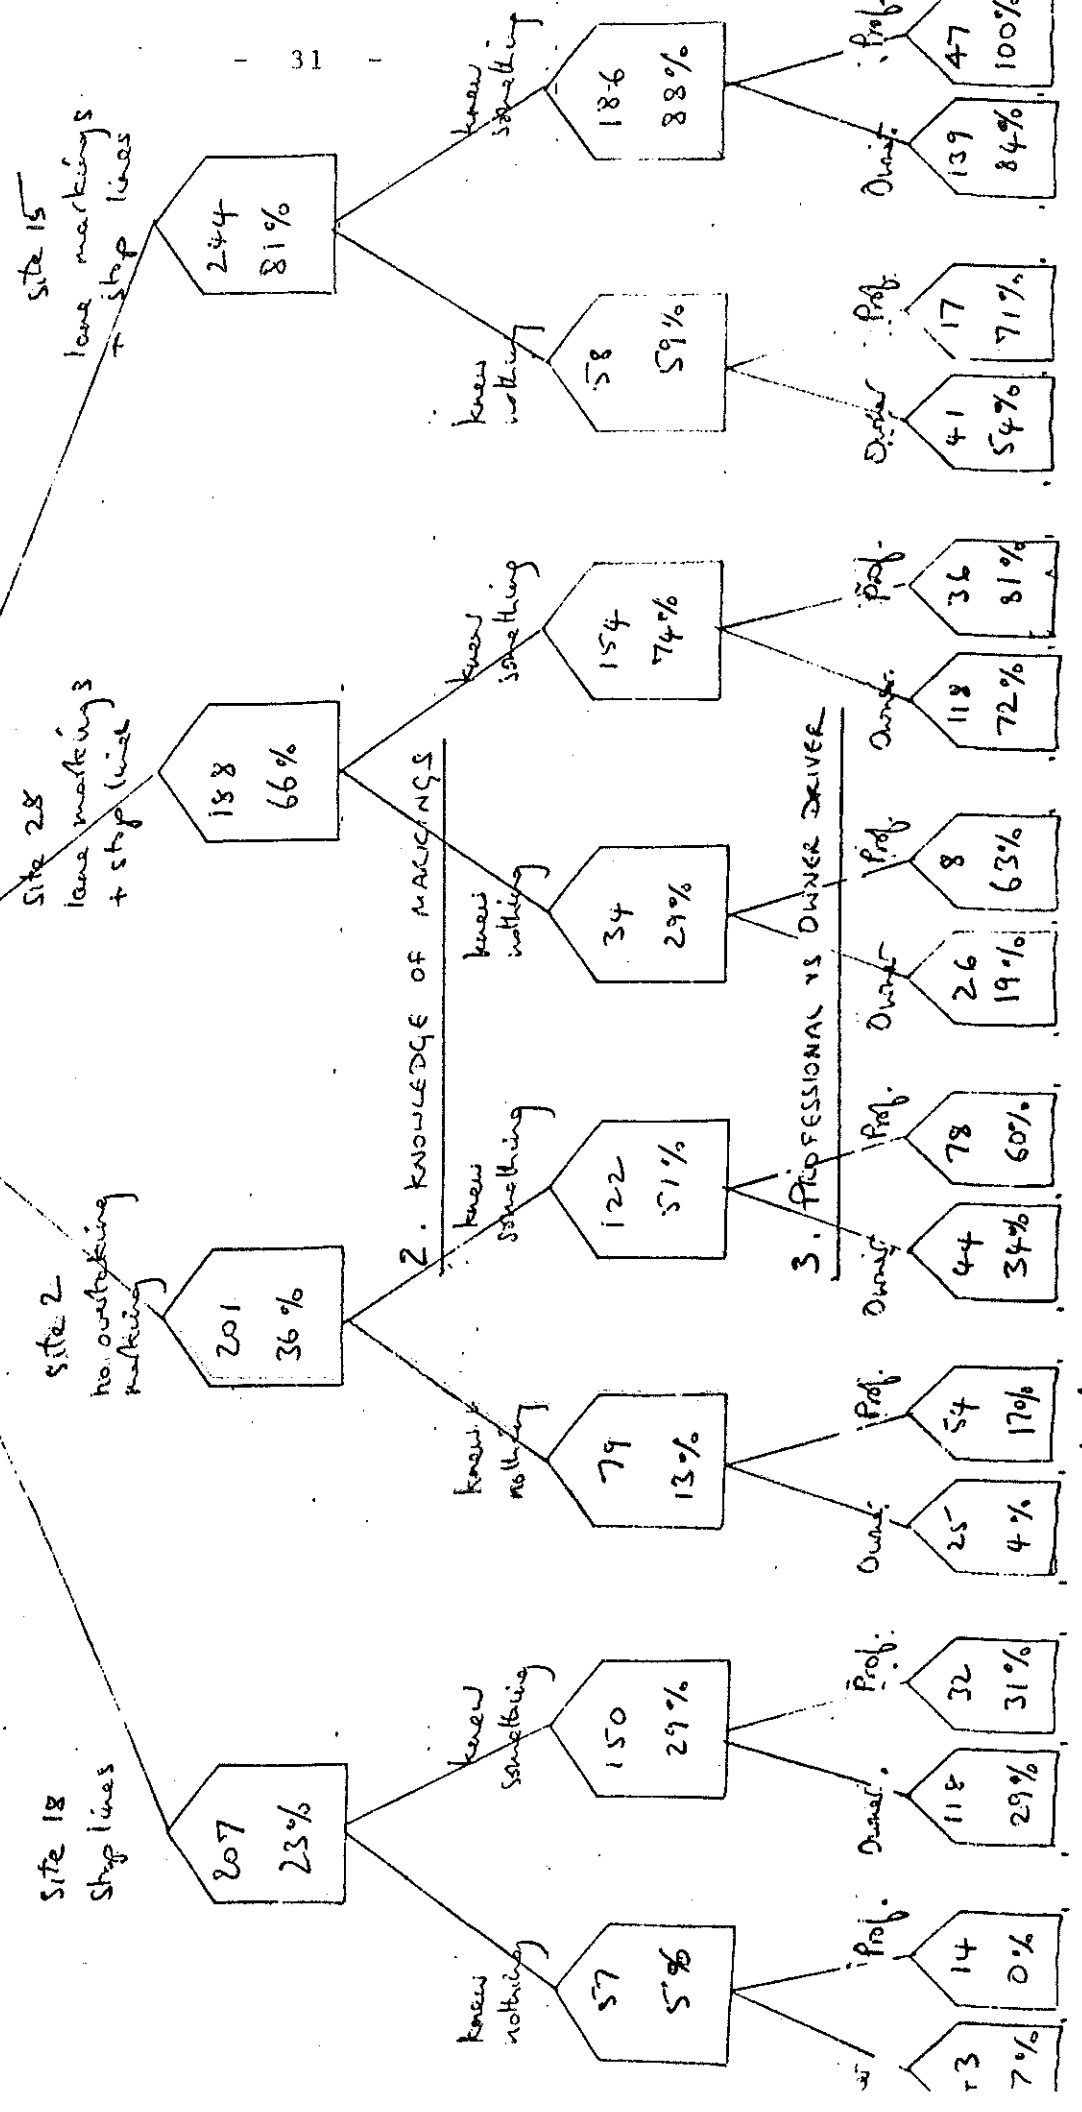 - 31 -
Site 18
Stop lines
Site 2
no overtaking
marking
Site 28
lane markings
+ stop lines
Site 15
lane markings
+ stop lines
207
23%
201
36%
188
66%
244
81%
2. KNOWLEDGE OF MARKINGS
knew
nothing
knew
something
knew
nothing
knew
something
knew
nothing
knew
something
knew
nothing
knew
something
57
5%
150
29%
79
13%
122
51%
34
29%
154
74%
58
59%
186
88%
3. PROFESSIONAL vs OWNER DRIVER
Prof.
Owner.
Prof.
Owner.
Prof.
Owner
Prof.
Owner
Prof.
Owner.
Prof.
Owner
Prof.
Owner.
Prof.
3
7%
14
0%
118
29%
32
31%
25
4%
54
17%
44
34%
78
60%
26
19%
8
63%
118
72%
36
81%
41
54%
17
71%
139
84%
47
100%